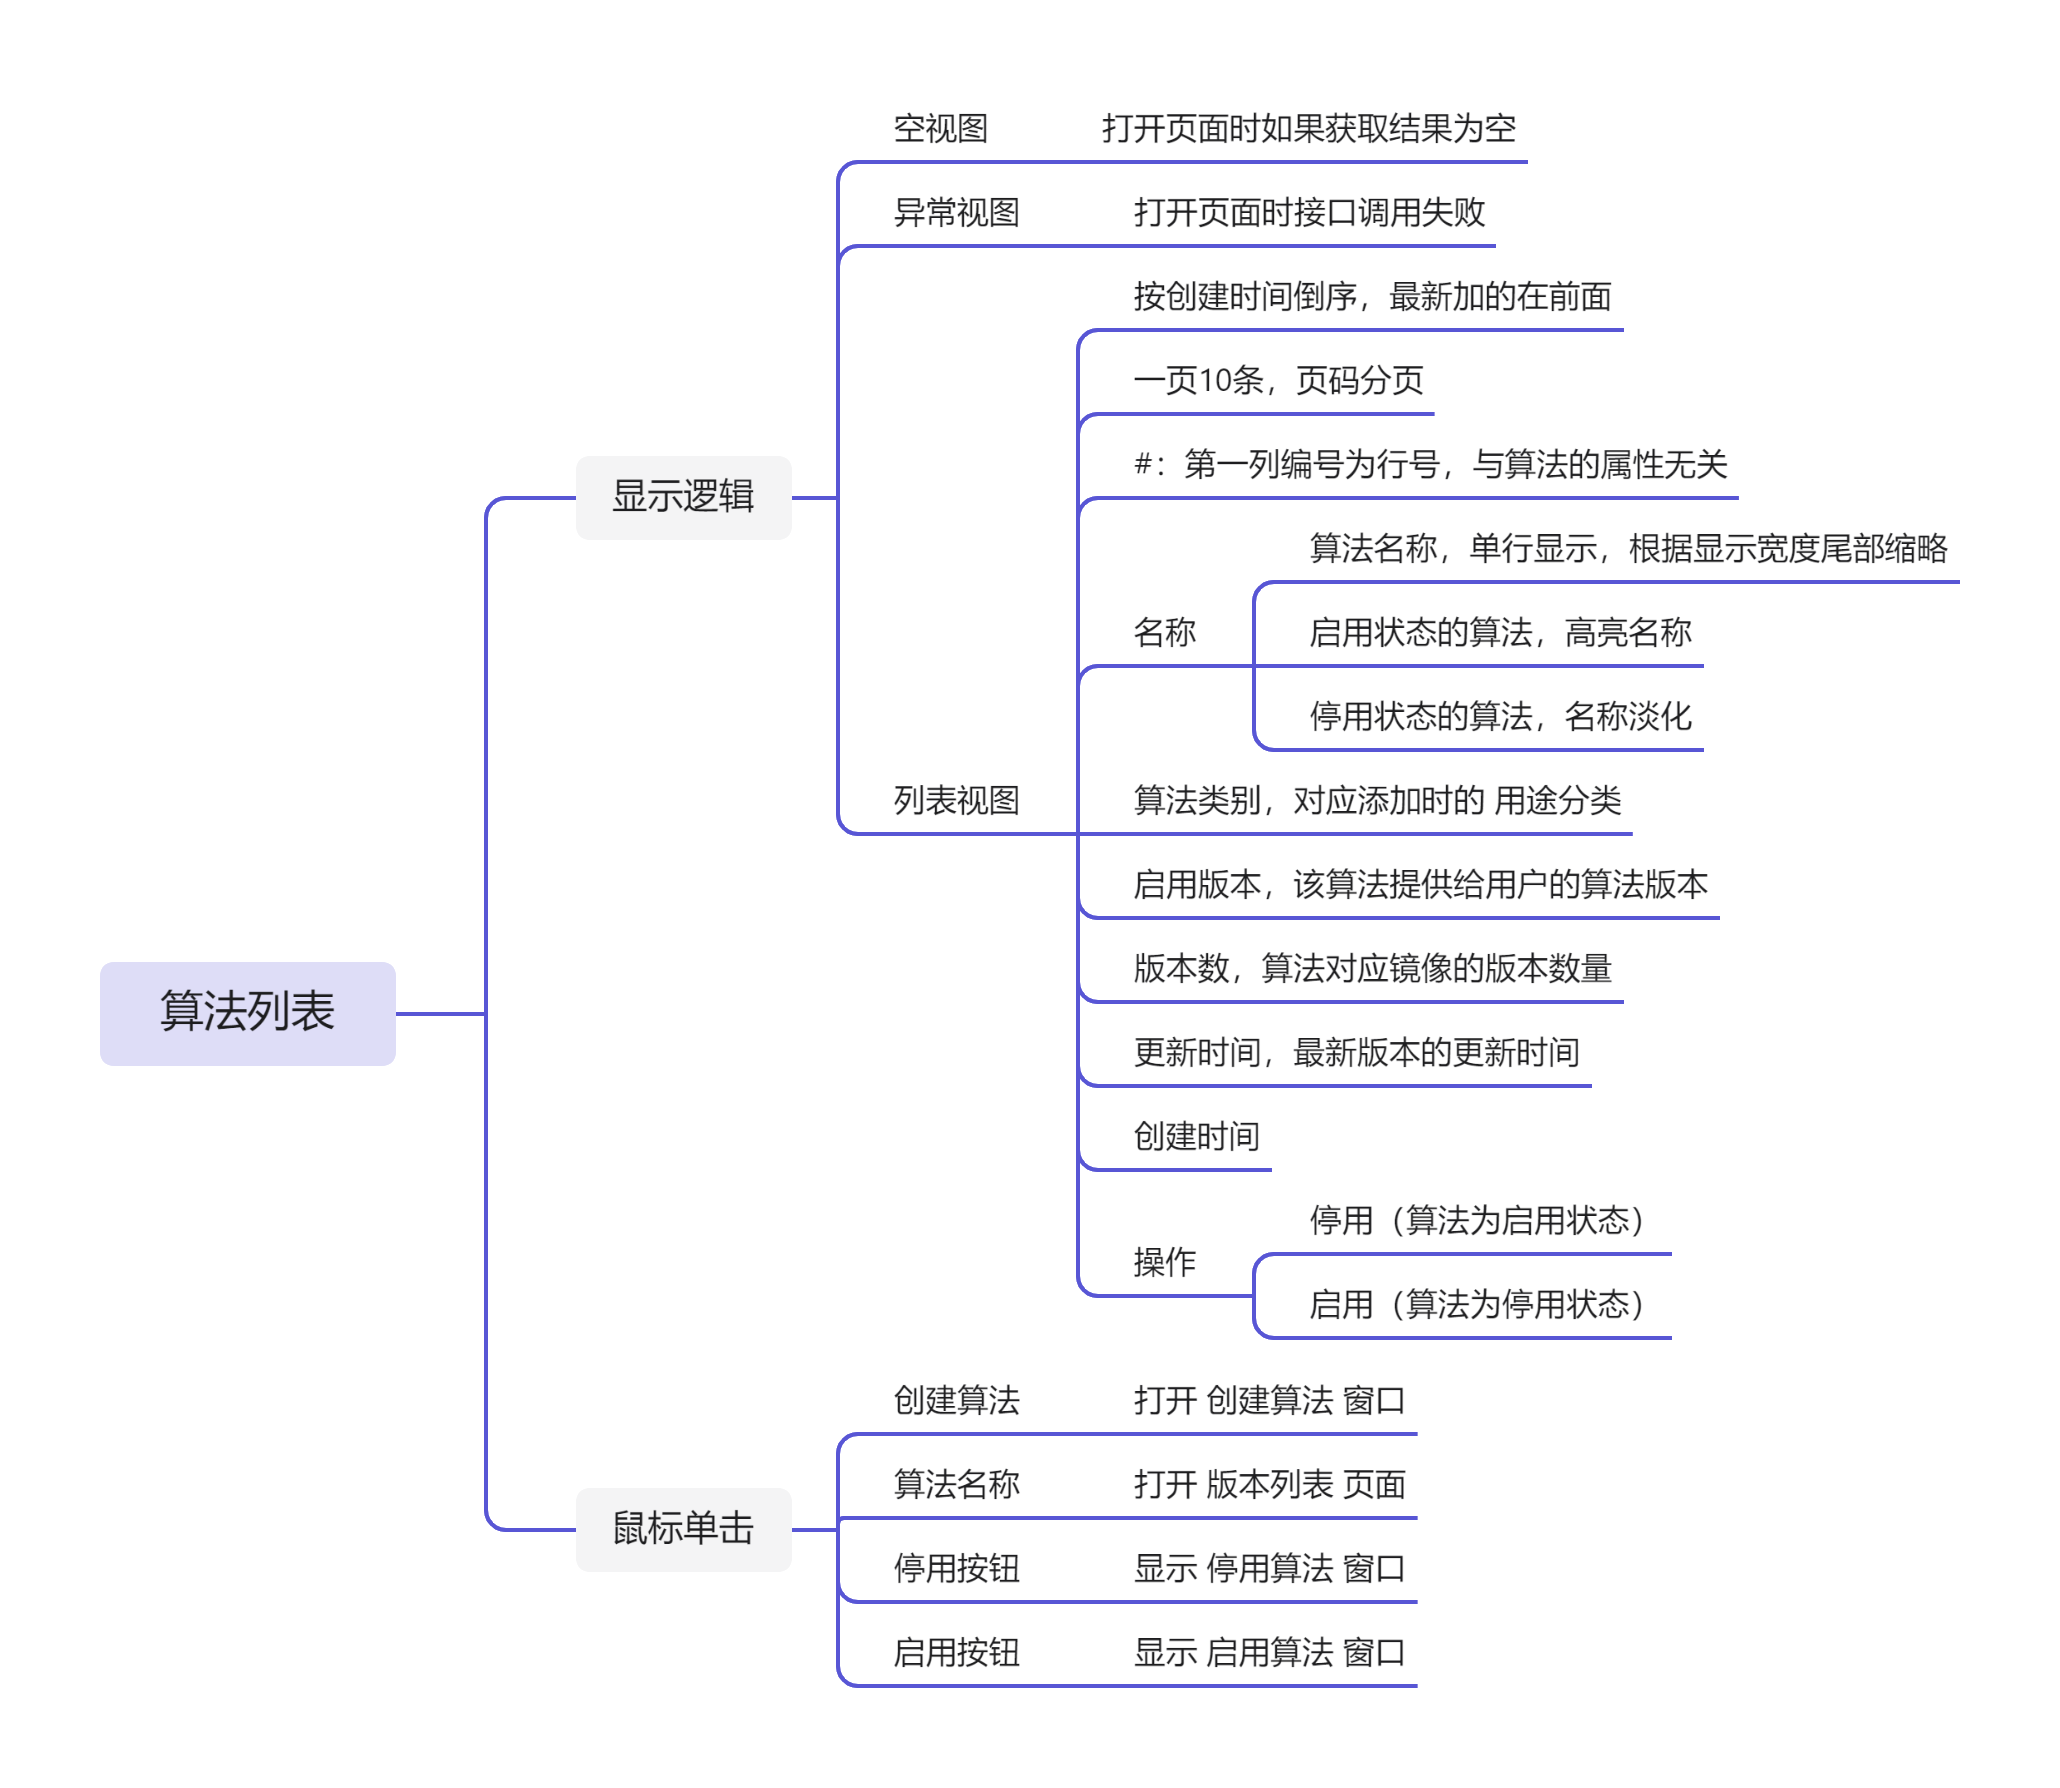 算法列表
显示逻辑
空视图
打开页面时如果获取结果为空
异常视图
打开页面时接口调用失败
列表视图
按创建时间倒序，最新加的在前面
一页10条，页码分页
#：第一列编号为行号，与算法的属性无关
名称
算法名称，单行显示，根据显示宽度尾部缩略
启用状态的算法，高亮名称
停用状态的算法，名称淡化
算法类别，对应添加时的 用途分类
启用版本，该算法提供给用户的算法版本
版本数，算法对应镜像的版本数量
更新时间，最新版本的更新时间
创建时间
操作
停用（算法为启用状态）
启用（算法为停用状态）
鼠标单击
创建算法
打开 创建算法 窗口
算法名称
打开 版本列表 页面
停用按钮
显示 停用算法 窗口
启用按钮
显示 启用算法 窗口